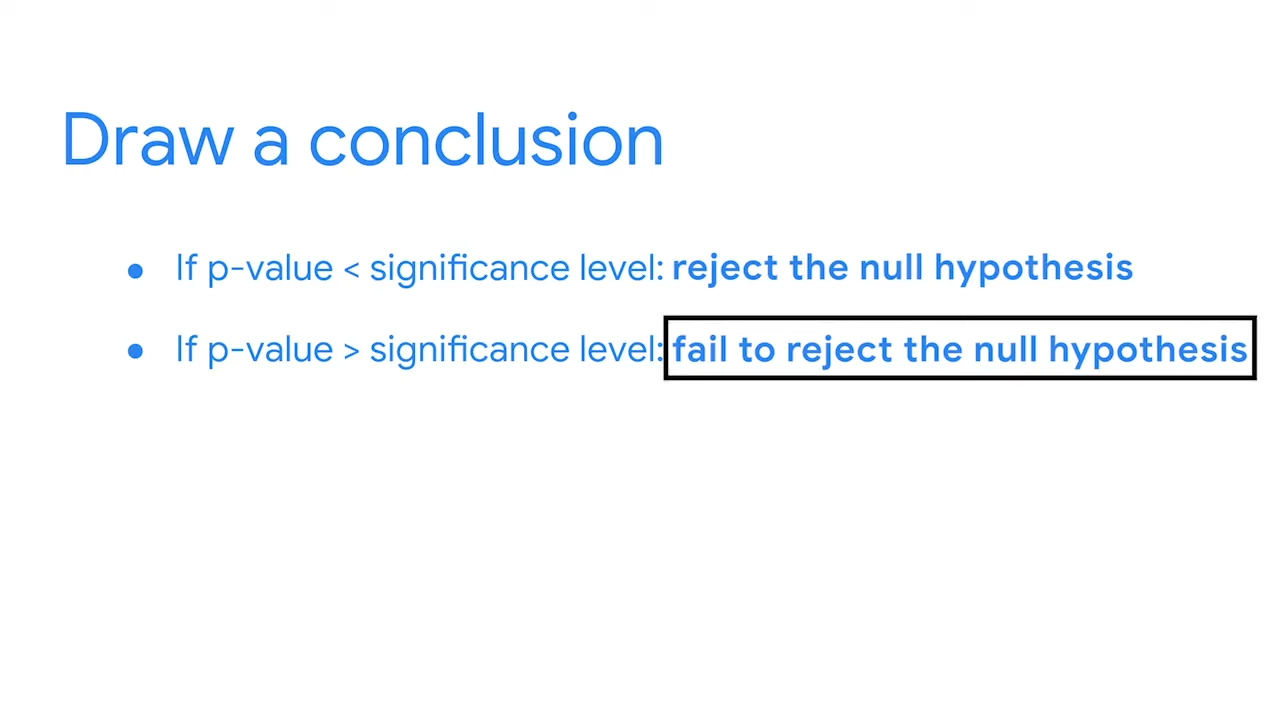 Draw a conclusion
● If p-value < significance level: reject the null hypothesis
● If p-value > significance level: fail to reject the null hypothesis